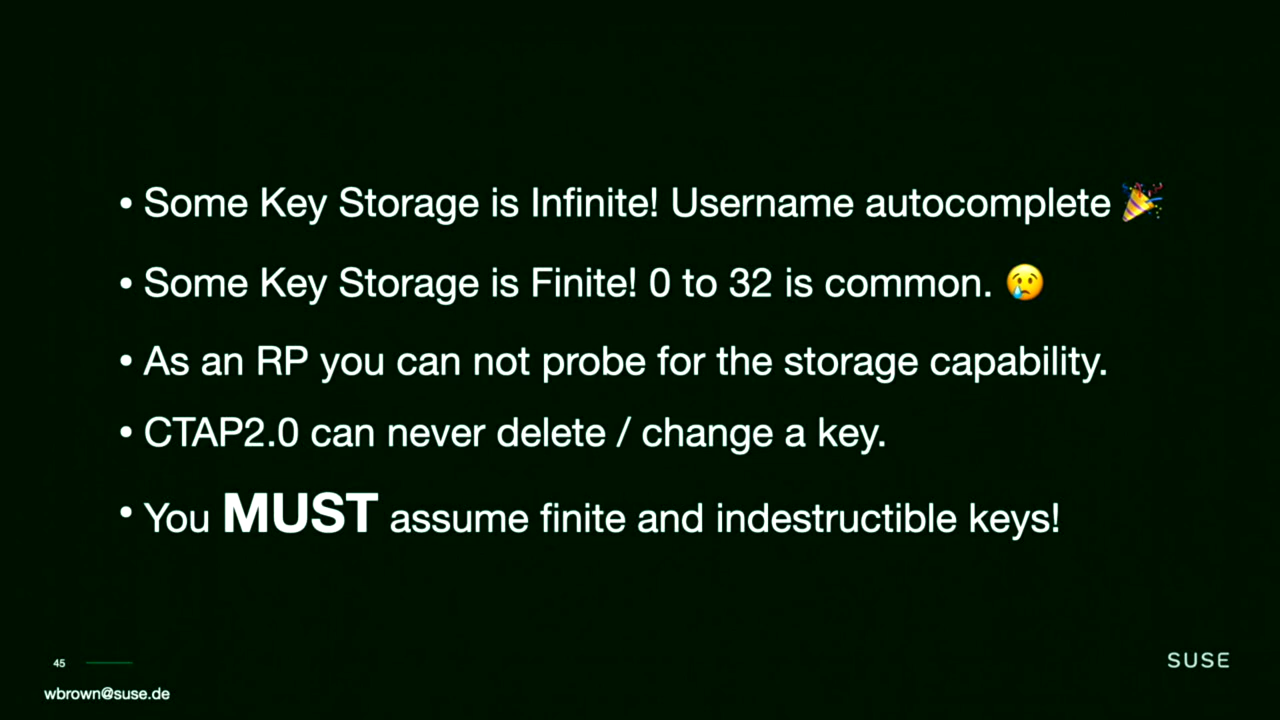 • Some Key Storage is Infinite! Username autocomplete 🎉
• Some Key Storage is Finite! 0 to 32 is common. 😢
• As an RP you can not probe for the storage capability.
• CTAP2.0 can never delete / change a key.
• You MUST assume finite and indestructible keys!
45
SUSE
wbrown@suse.de